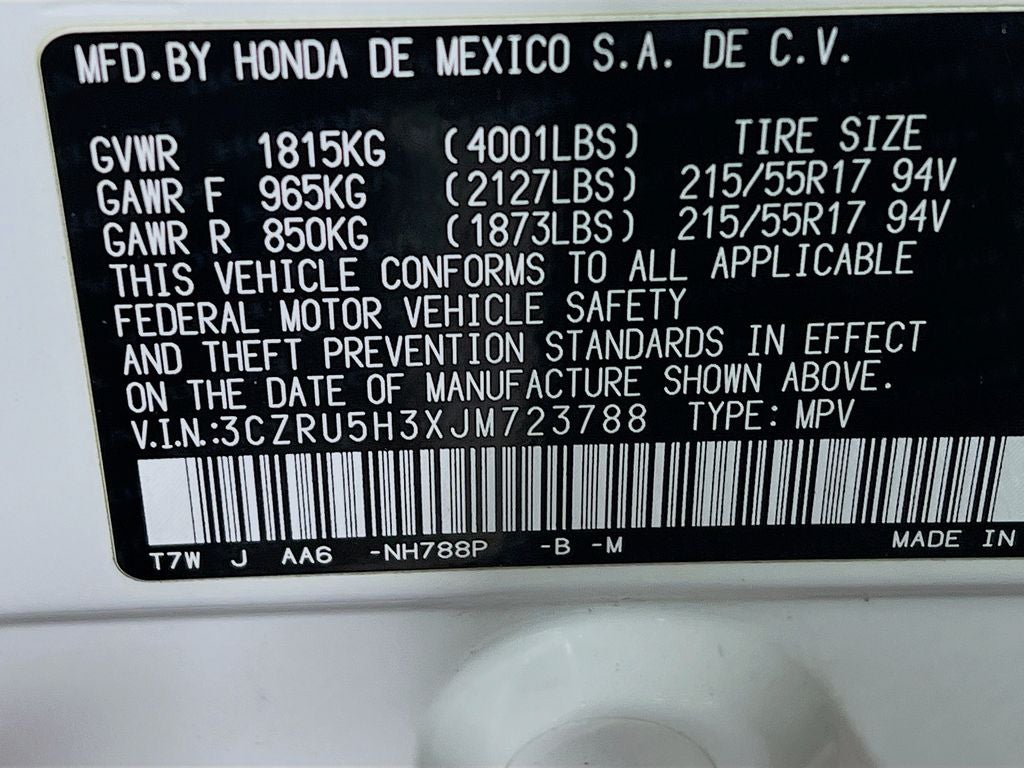 MFD.BY HONDA DE MEXICO S.A. DE C.V.
GVWR 1815KG (4001LBS) TIRE SIZE
GAWR F 965KG (2127LBS) 215/55R17 94V
GAWR R 850KG (1873LBS) 215/55R17 94V
THIS VEHICLE CONFORMS TO ALL APPLICABLE
FEDERAL MOTOR VEHICLE SAFETY
AND THEFT PREVENTION STANDARDS IN EFFECT
ON THE DATE OF MANUFACTURE SHOWN ABOVE.
V.I.N.:3CZRU5H3XJM723788 TYPE: MPV
T7W J AA6 -NH788P -B -M MADE IN